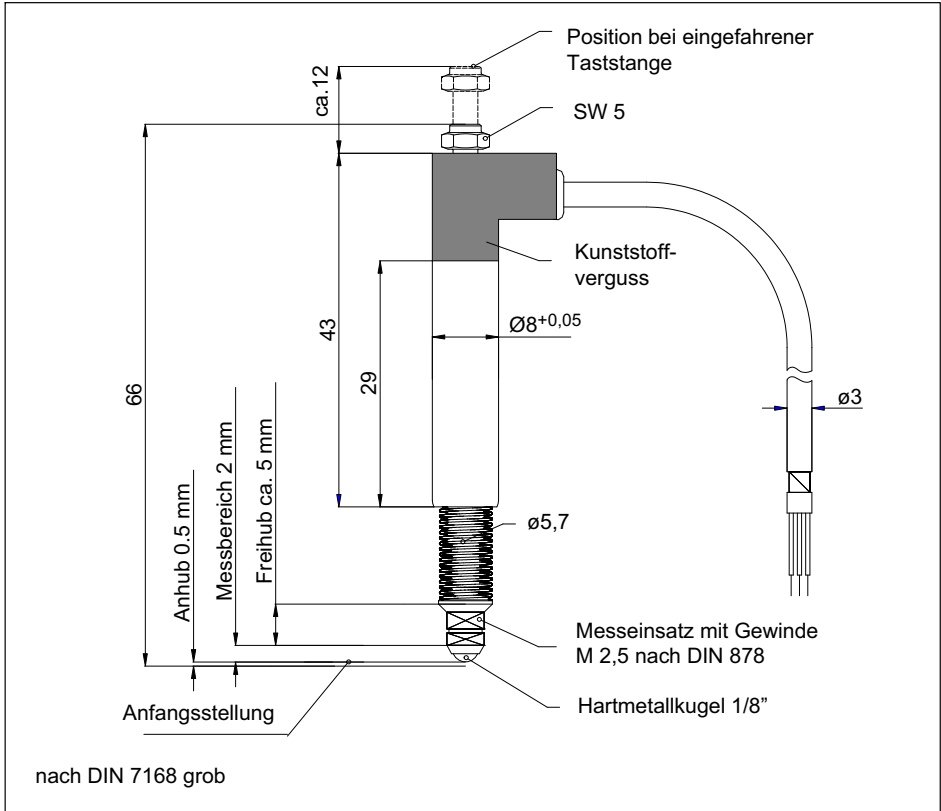 Position bei eingefahrener
Taststange
ca.12
SW 5
Kunststoff-
verguss
43
Ø8+0,05
66
29
ø3
Anhub 0.5 mm
Messbereich 2 mm
Freihub ca. 5 mm
ø5,7
Messeinsatz mit Gewinde
M 2,5 nach DIN 878
Hartmetallkugel 1/8”
Anfangsstellung
nach DIN 7168 grob